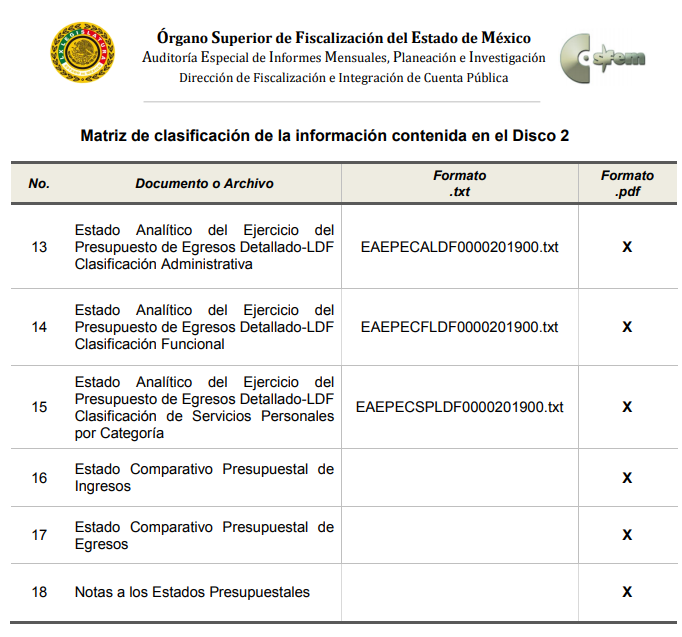 Órgano Superior de Fiscalización del Estado de México
Auditoría Especial de Informes Mensuales, Planeación e Investigación
Dirección de Fiscalización e Integración de Cuenta Pública
osfem
Matriz de clasificación de la información contenida en el Disco 2
No. Documento o Archivo Formato .txt Formato .pdf
13 Estado Analítico del Ejercicio del
Presupuesto de Egresos Detallado-LDF
Clasificación Administrativa
EAEPECALDF0000201900.txt X
14 Estado Analítico del Ejercicio del
Presupuesto de Egresos Detallado-LDF
Clasificación Funcional
EAEPECFLDF0000201900.txt X
15 Estado Analítico del Ejercicio del
Presupuesto de Egresos Detallado-LDF
Clasificación de Servicios Personales
por Categoría
EAEPECSPLDF0000201900.txt X
16 Estado Comparativo Presupuestal de
Ingresos
X
17 Estado Comparativo Presupuestal de
Egresos
X
18 Notas a los Estados Presupuestales X